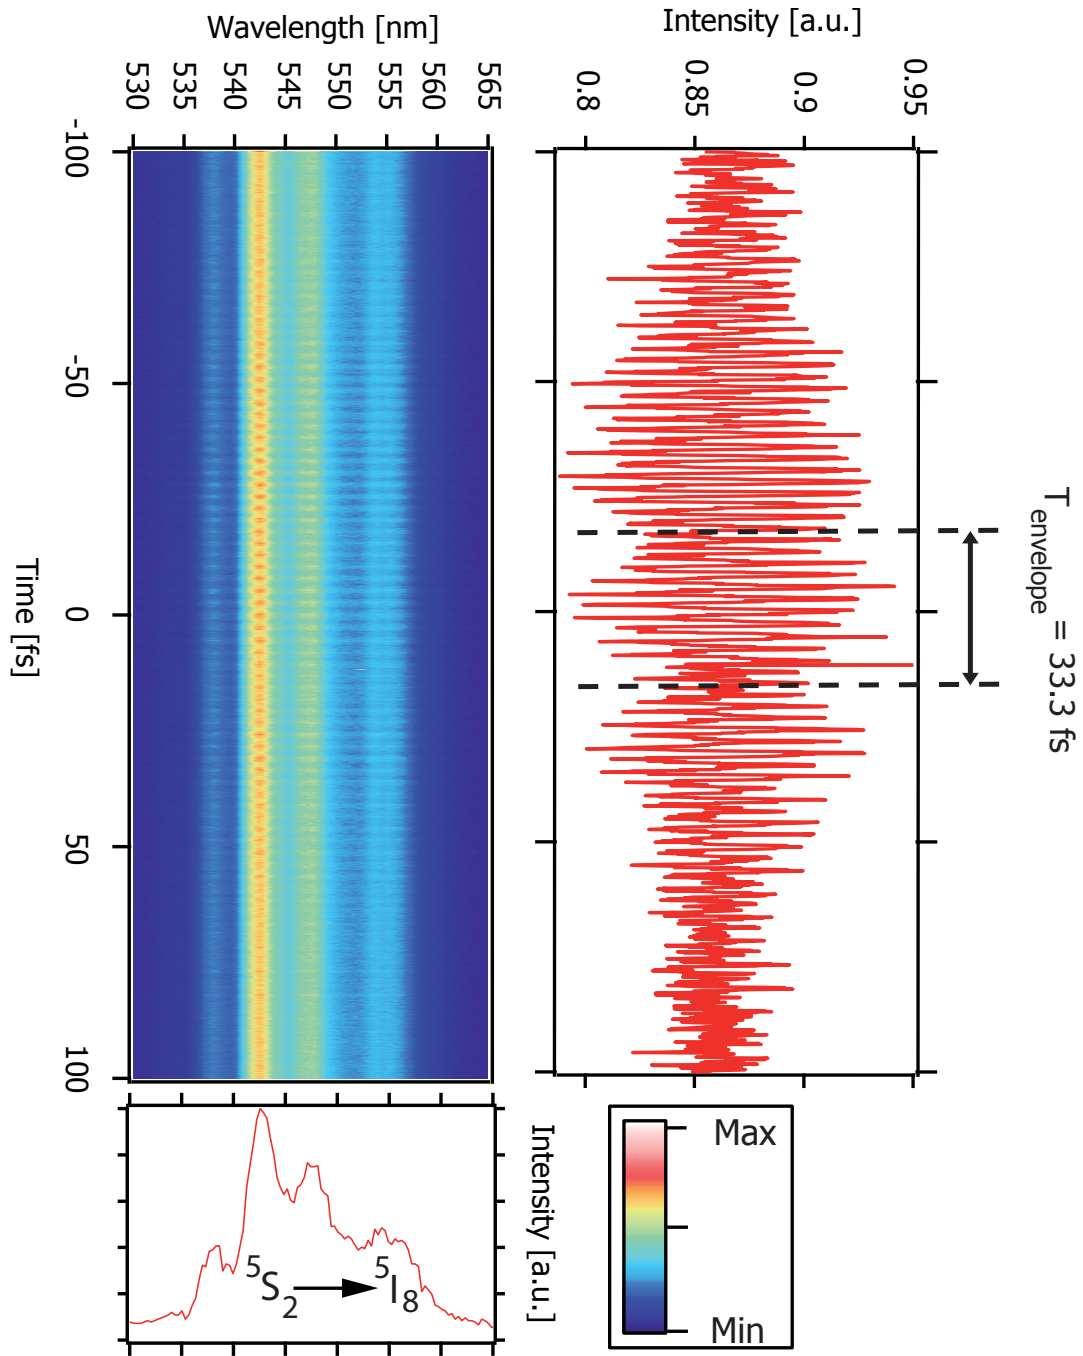 Wavelength [nm]
530 535 540 545 550 555 560 565
Intensity [a.u.]
0.8 0.85 0.9 0.95
-100
-50
0
50
100
Time [fs]
T envelope = 33.3 fs
⁵S₂ ⁵I₈
Intensity [a.u.]
Max
Min